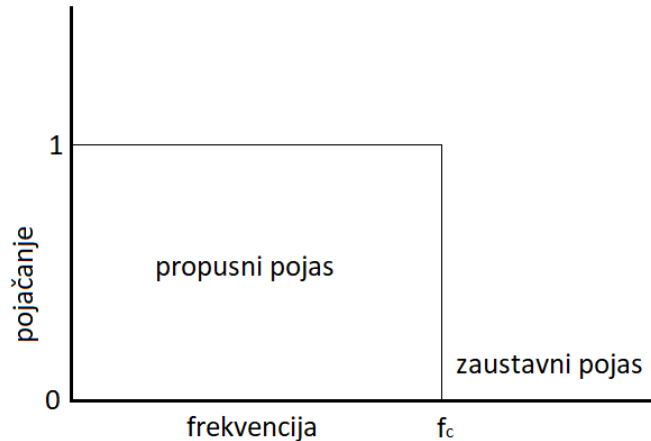 1
pojačanje
propusni pojas
zaustavni pojas
0
frekvencija
fc